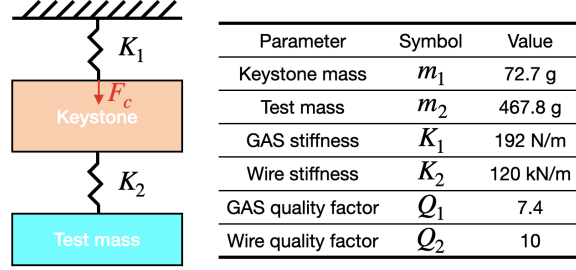 K₁
F_c
Keystone
K₂
Test mass
Parameter Symbol Value
Keystone mass m₁ 72.7 g
Test mass m₂ 467.8 g
GAS stiffness K₁ 192 N/m
Wire stiffness K₂ 120 kN/m
GAS quality factor Q₁ 7.4
Wire quality factor Q₂ 10